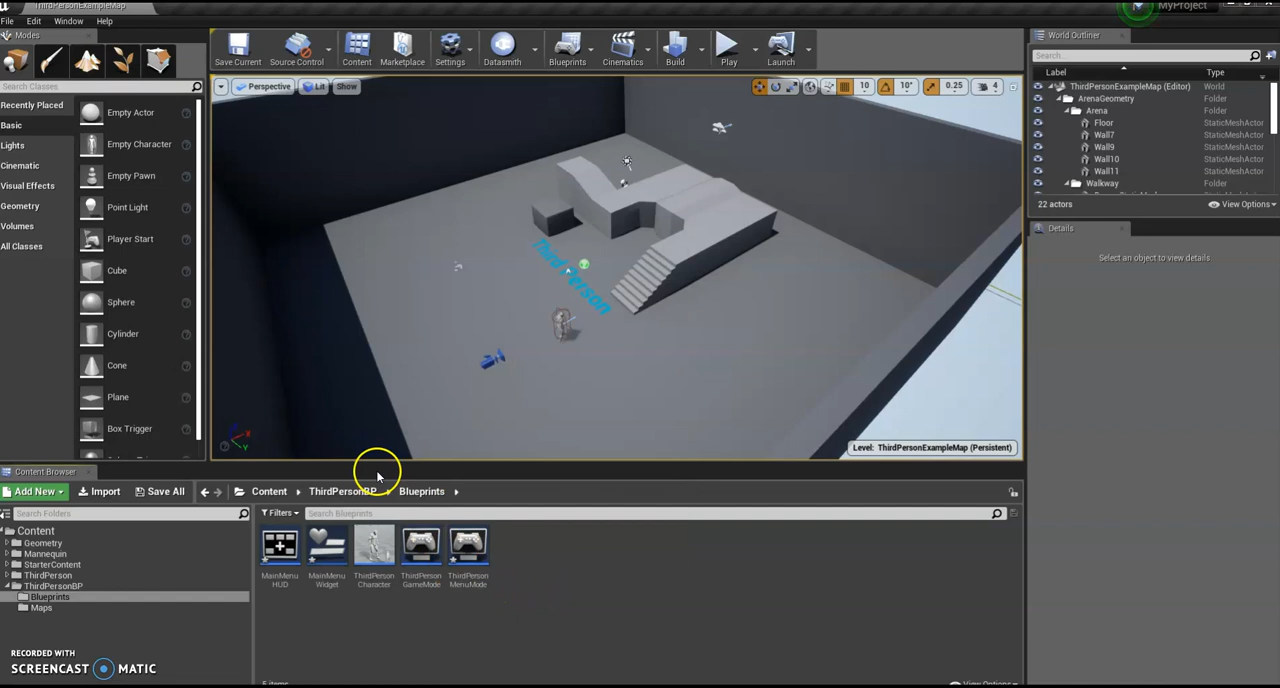 ThirdPersonExampleMap
MyProject
File Edit Window Help
Modes
Search Classes
Recently Placed
Basic
Lights
Cinematic
Visual Effects
Geometry
Volumes
All Classes
Empty Actor
Empty Character
Empty Pawn
Point Light
Player Start
Cube
Sphere
Cylinder
Cone
Plane
Box Trigger
Save Current Source Control Content Marketplace Settings Datasmith Blueprints Cinematics Build Play Launch
Perspective Lit Show
10 10° 0.25 4
Third Person
Level: ThirdPersonExampleMap (Persistent)
World Outliner
Search...
Label Type
ThirdPersonExampleMap (Editor) World
ArenaGeometry Folder
Arena Folder
Floor StaticMeshActor
Wall7 StaticMeshActor
Wall9 StaticMeshActor
Wall10 StaticMeshActor
Wall11 StaticMeshActor
Walkway Folder
22 actors View Options
Details
Select an object to view details
Content Browser
Add New Import Save All Content ThirdPersonBP Blueprints
Search Folders
Filters Search Blueprints
Content
Geometry
Mannequin
StarterContent
ThirdPerson
ThirdPersonBP
Blueprints
Maps
MainMenu
HUD
MainMenu
Widget
ThirdPerson
Character
ThirdPerson
GameMode
ThirdPerson
MenuMode
5 items View Options
RECORDED WITH
SCREENCAST MATIC